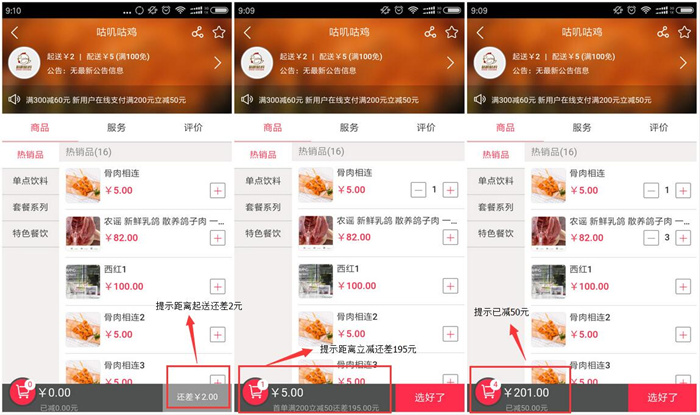 9:10
咕叽咕鸡
起送￥2 | 配送￥5 (满100免)
公告：无最新公告信息
满300减60元 新用户在线支付满200元立减50元
商品 服务 评价
热销品
热销品(16)
单点饮料
套餐系列
特色餐饮
骨肉相连
￥5.00
农谣 新鲜乳鸽 散养鸽子肉 一...
￥82.00
西红1
￥100.00
提示距离起送还差2元
骨肉相连2
￥5.00
骨肉相连3
0
￥0.00
已减0.00元
还差￥2.00
9:09
咕叽咕鸡
起送￥2 | 配送￥5 (满100免)
公告：无最新公告信息
满300减60元 新用户在线支付满200元立减50元
商品 服务 评价
热销品
热销品(16)
单点饮料
套餐系列
特色餐饮
骨肉相连
￥5.00 1
农谣 新鲜乳鸽 散养鸽子肉 一...
￥82.00
西红1
￥100.00
骨肉相连2
￥5.00
提示距离立减还差195元
骨肉相连3
1
￥5.00
首单满200立减50还差195.00元
选好了
9:09
咕叽咕鸡
起送￥2 | 配送￥5 (满100免)
公告：无最新公告信息
满300减60元 新用户在线支付满200元立减50元
商品 服务 评价
热销品
热销品(16)
单点饮料
套餐系列
特色餐饮
骨肉相连
￥5.00 1
农谣 新鲜乳鸽 散养鸽子肉 一...
￥82.00 3
西红1
￥100.00
提示已减50元
骨肉相连2
￥5.00
骨肉相连3
4
￥201.00
已减50.00元
选好了